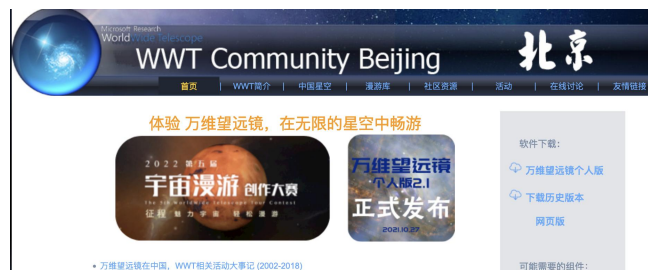 Microsoft Research
WorldWide Telescope
WWT Community Beijing
北京
首页 | WWT简介 | 中国星空 | 漫游库 | 社区资源 | 活动 | 在线讨论 | 友情链接
体验 万维望远镜，在无限的星空中畅游
2022 第五届
宇宙漫游 创作大赛
The 5th WorldWide Telescope Tour Contest
征程 魅力宇宙 轻松漫游
万维望远镜
个人版2.1
正式发布
2021.10.27
软件下载：
万维望远镜个人版
下载历史版本
网页版
• 万维望远镜在中国，WWT相关活动大事记 (2002-2018)
可能需要的组件：